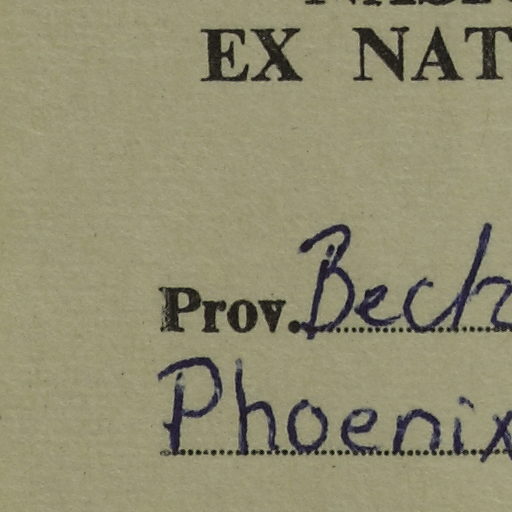 EX NAT
Prov. Bech
Phoenix